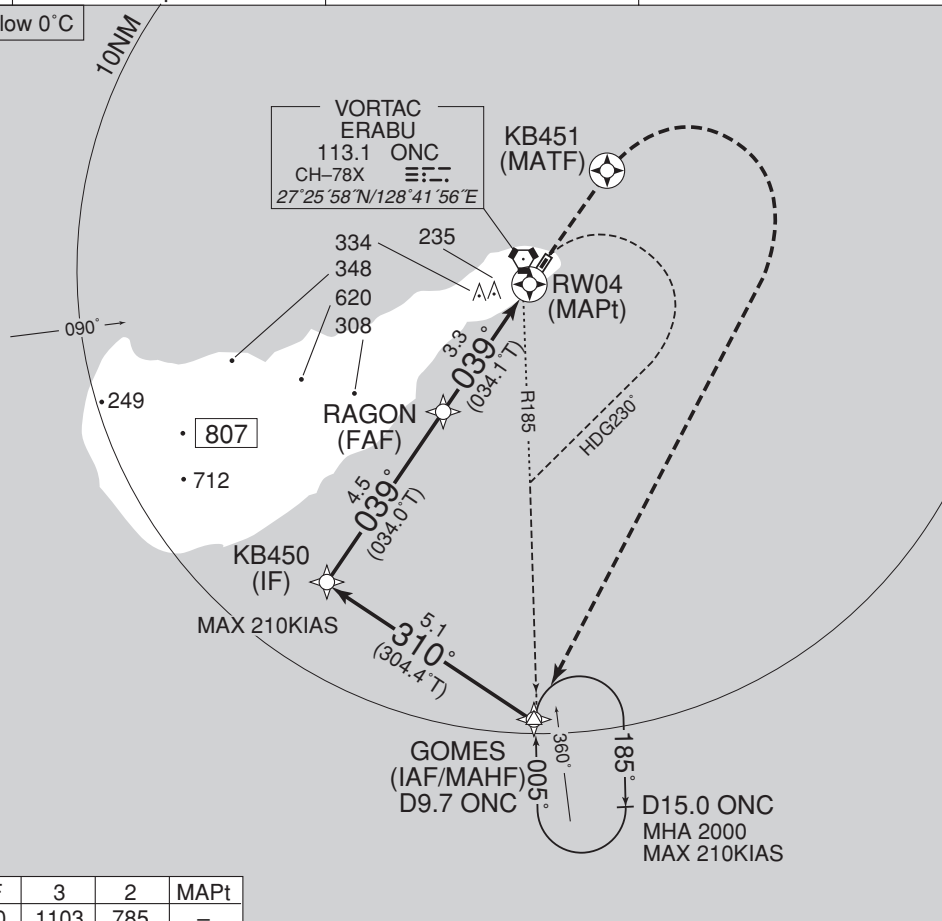 low 0˚C
10NM
VORTAC
ERABU
113.1 ONC
CH–78X
27˚25´58˝N/128˚41´56˝E
KB451
(MATF)
334
235
348
620
308
RW04
(MAPt)
090˚
3.3
039˚
(034.1˚T)
R185
249
807
712
RAGON
(FAF)
HDG230˚
4.5
039˚
(034.0˚T)
KB450
(IF)
MAX 210KIAS
5.1
310˚
(304.4˚T)
GOMES
(IAF/MAHF)
D9.7 ONC
005˚
360˚
185˚
D15.0 ONC
MHA 2000
MAX 210KIAS
3 2 MAPt
1103 785 –